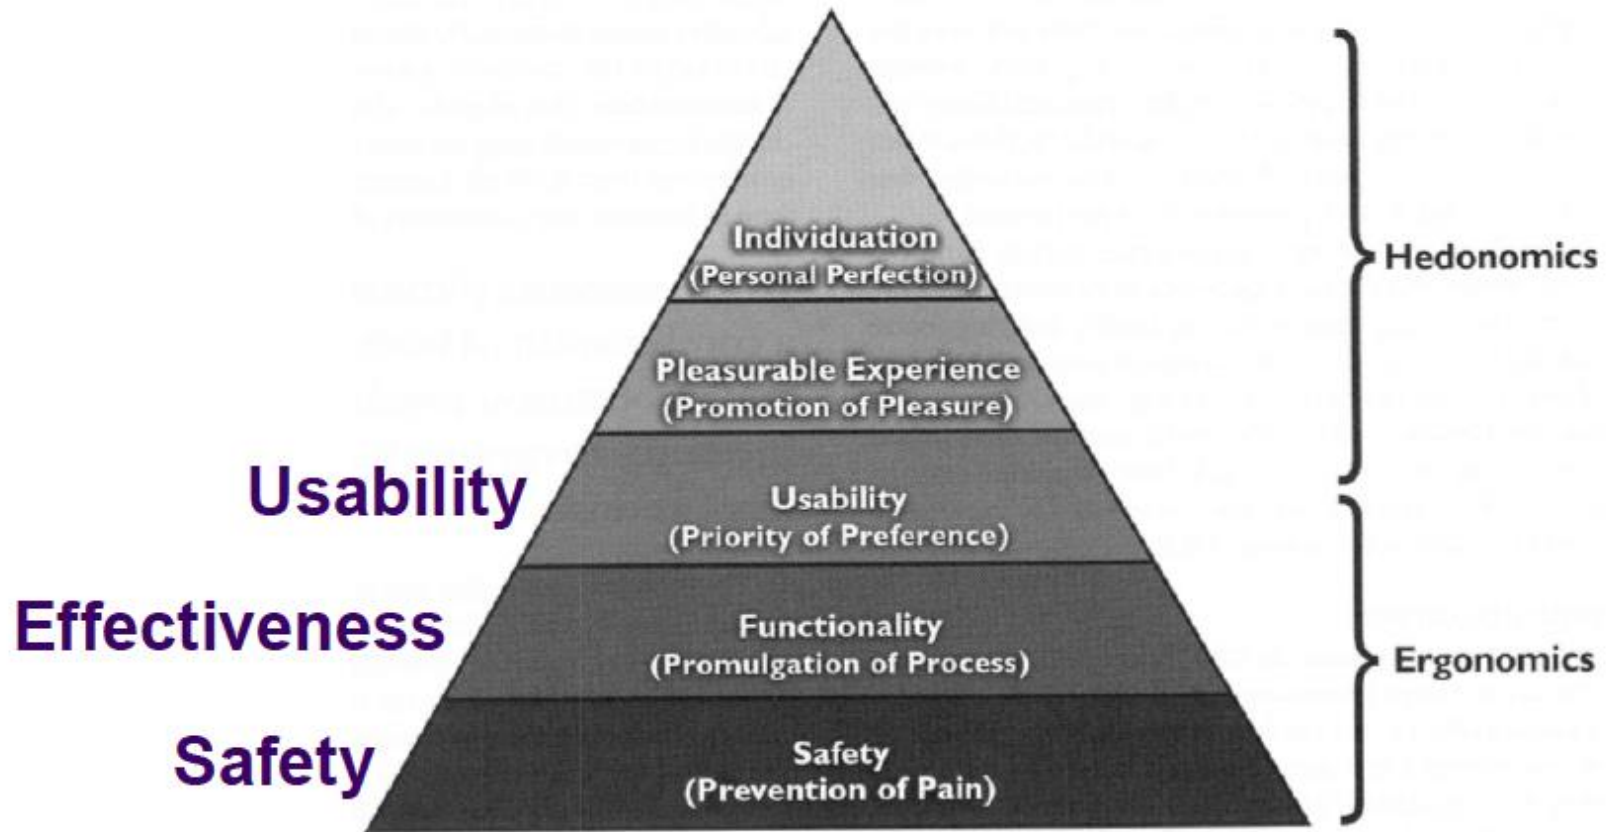 Individuation
(Personal Perfection)
Hedonomics
Pleasurable Experience
(Promotion of Pleasure)
Usability
Usability
(Priority of Preference)
Effectiveness
Functionality
(Promulgation of Process)
Ergonomics
Safety
Safety
(Prevention of Pain)